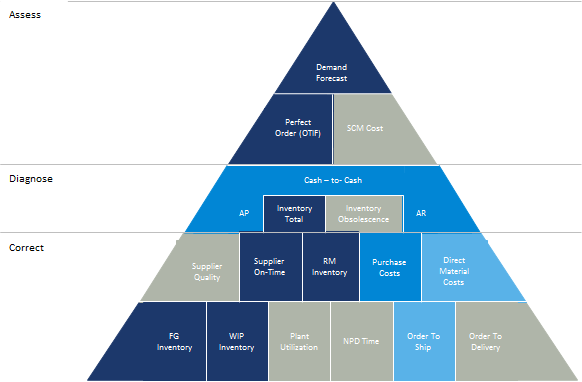 Assess
Demand
Forecast
Perfect
Order (OTIF)
SCM Cost
Diagnose
Cash – to- Cash
AP
Inventory
Total
Inventory
Obsolescence
AR
Correct
Supplier
Quality
Supplier
On-Time
RM
Inventory
Purchase
Costs
Direct
Material
Costs
FG
Inventory
WIP
Inventory
Plant
Utilization
NPD Time
Order To
Ship
Order To
Delivery